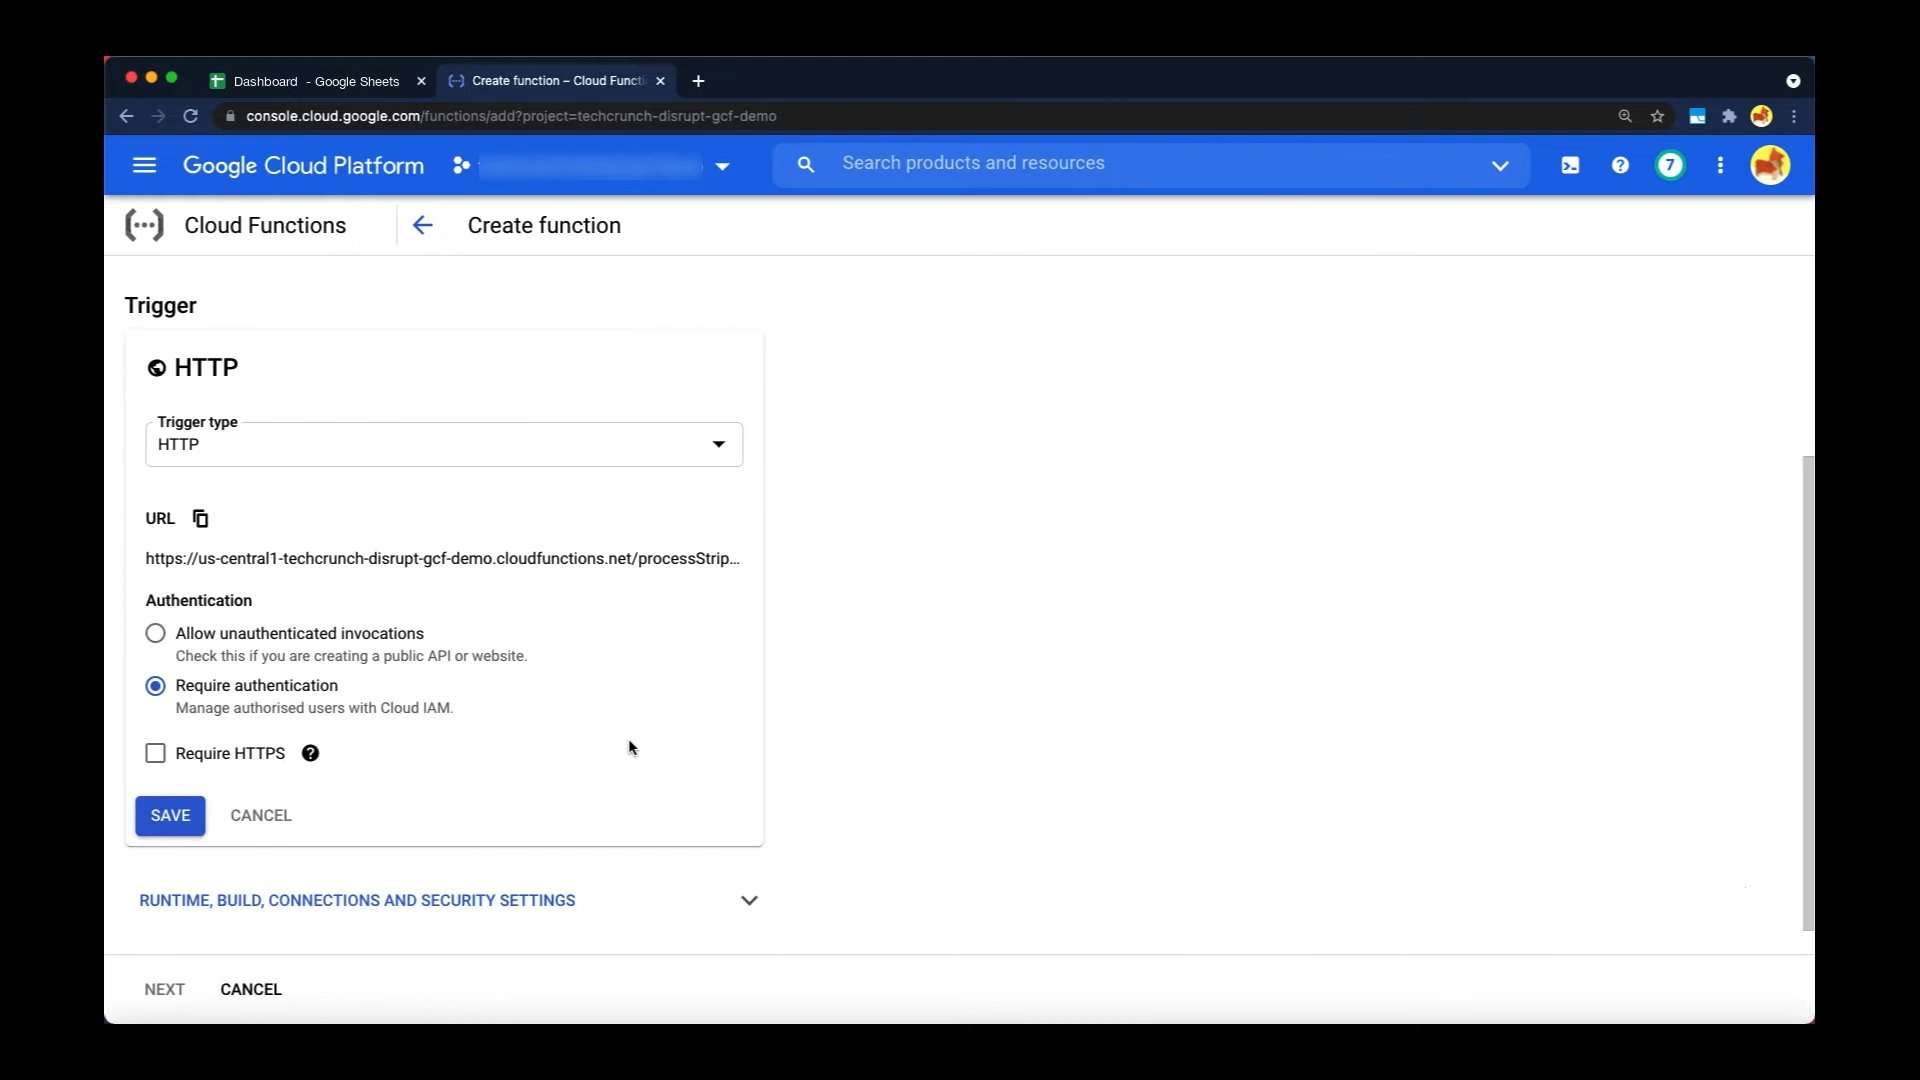 Dashboard - Google Sheets
Create function – Cloud Functi
console.cloud.google.com/functions/add?project=techcrunch-disrupt-gcf-demo
Google Cloud Platform
Search products and resources
7
Cloud Functions
Create function
Trigger
HTTP
Trigger type
HTTP
URL
https://us-central1-techcrunch-disrupt-gcf-demo.cloudfunctions.net/processStrip...
Authentication
Allow unauthenticated invocations
Check this if you are creating a public API or website.
Require authentication
Manage authorised users with Cloud IAM.
Require HTTPS
SAVE CANCEL
RUNTIME, BUILD, CONNECTIONS AND SECURITY SETTINGS
NEXT CANCEL